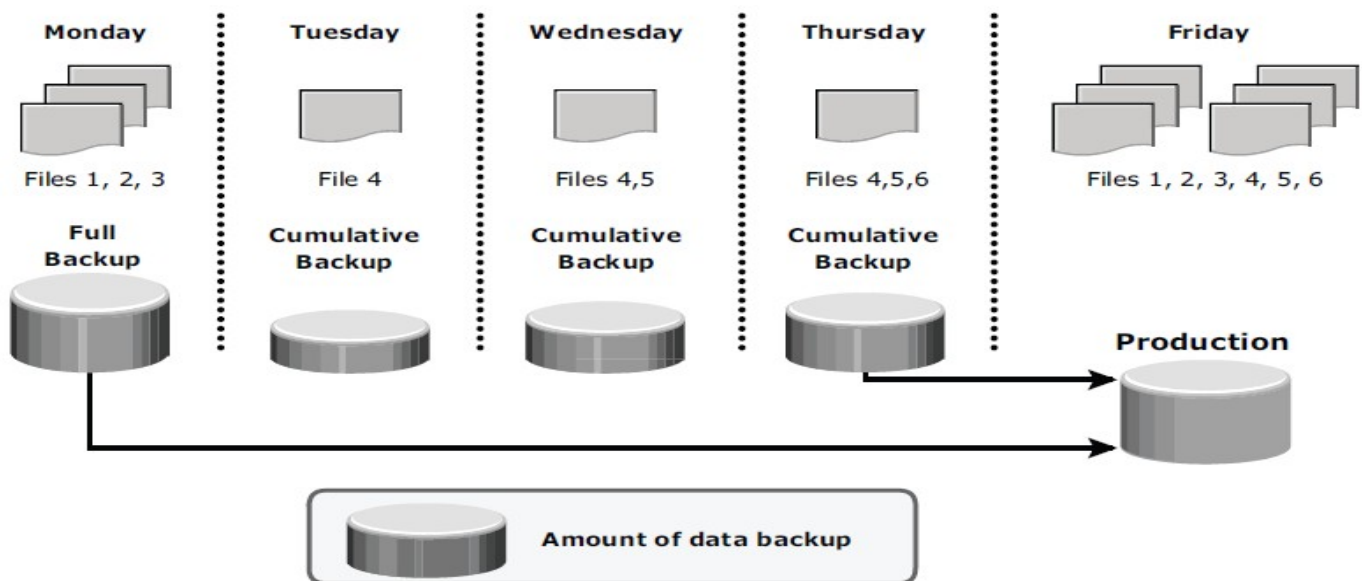 Monday
Tuesday
Wednesday
Thursday
Friday
Files 1, 2, 3
File 4
Files 4,5
Files 4,5,6
Files 1, 2, 3, 4, 5, 6
Full
Backup
Cumulative
Backup
Cumulative
Backup
Cumulative
Backup
Production
Amount of data backup